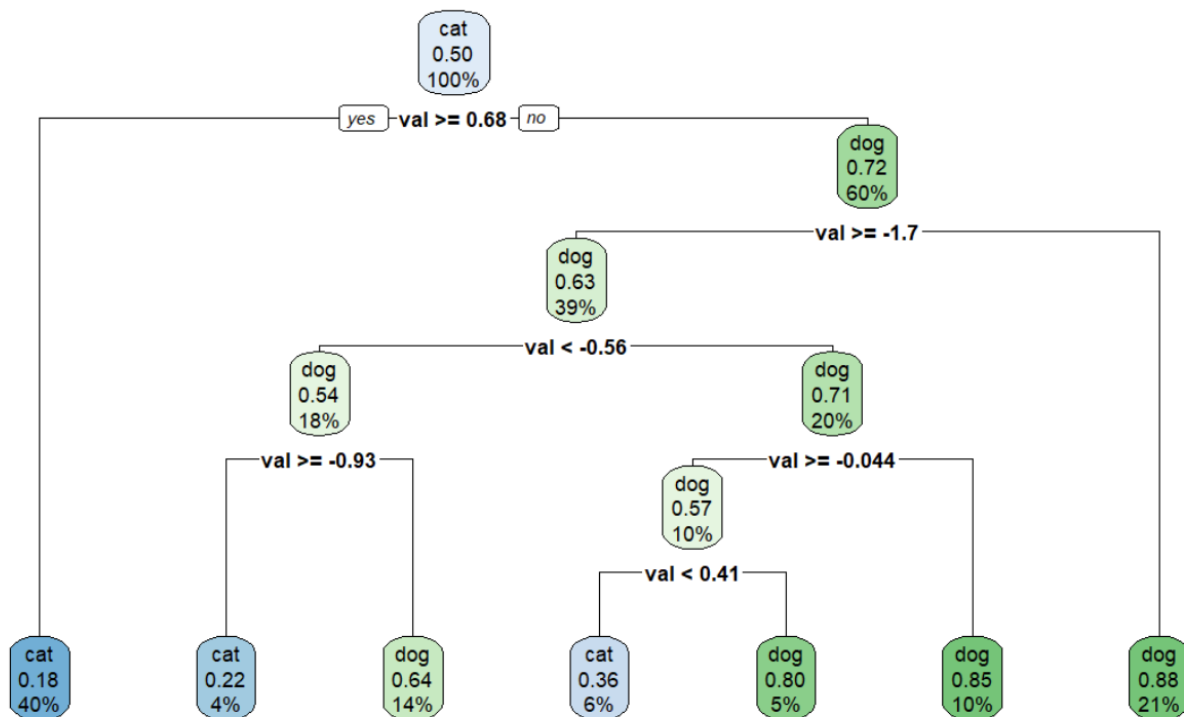 cat
0.50
100%
yes val >= 0.68 no
dog
0.72
60%
val >= -1.7
dog
0.63
39%
val < -0.56
dog
0.54
18%
dog
0.71
20%
val >= -0.93
val >= -0.044
dog
0.57
10%
val < 0.41
cat
0.18
40%
cat
0.22
4%
dog
0.64
14%
cat
0.36
6%
dog
0.80
5%
dog
0.85
10%
dog
0.88
21%